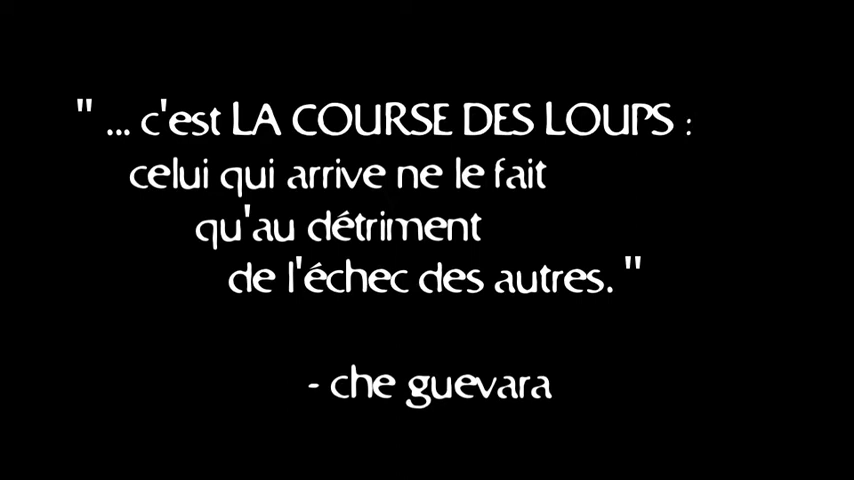 " ... c'est LA COURSE DES LOUPS :
celui qui arrive ne le fait
qu'au détriment
de l'échec des autres. "
- che guevara